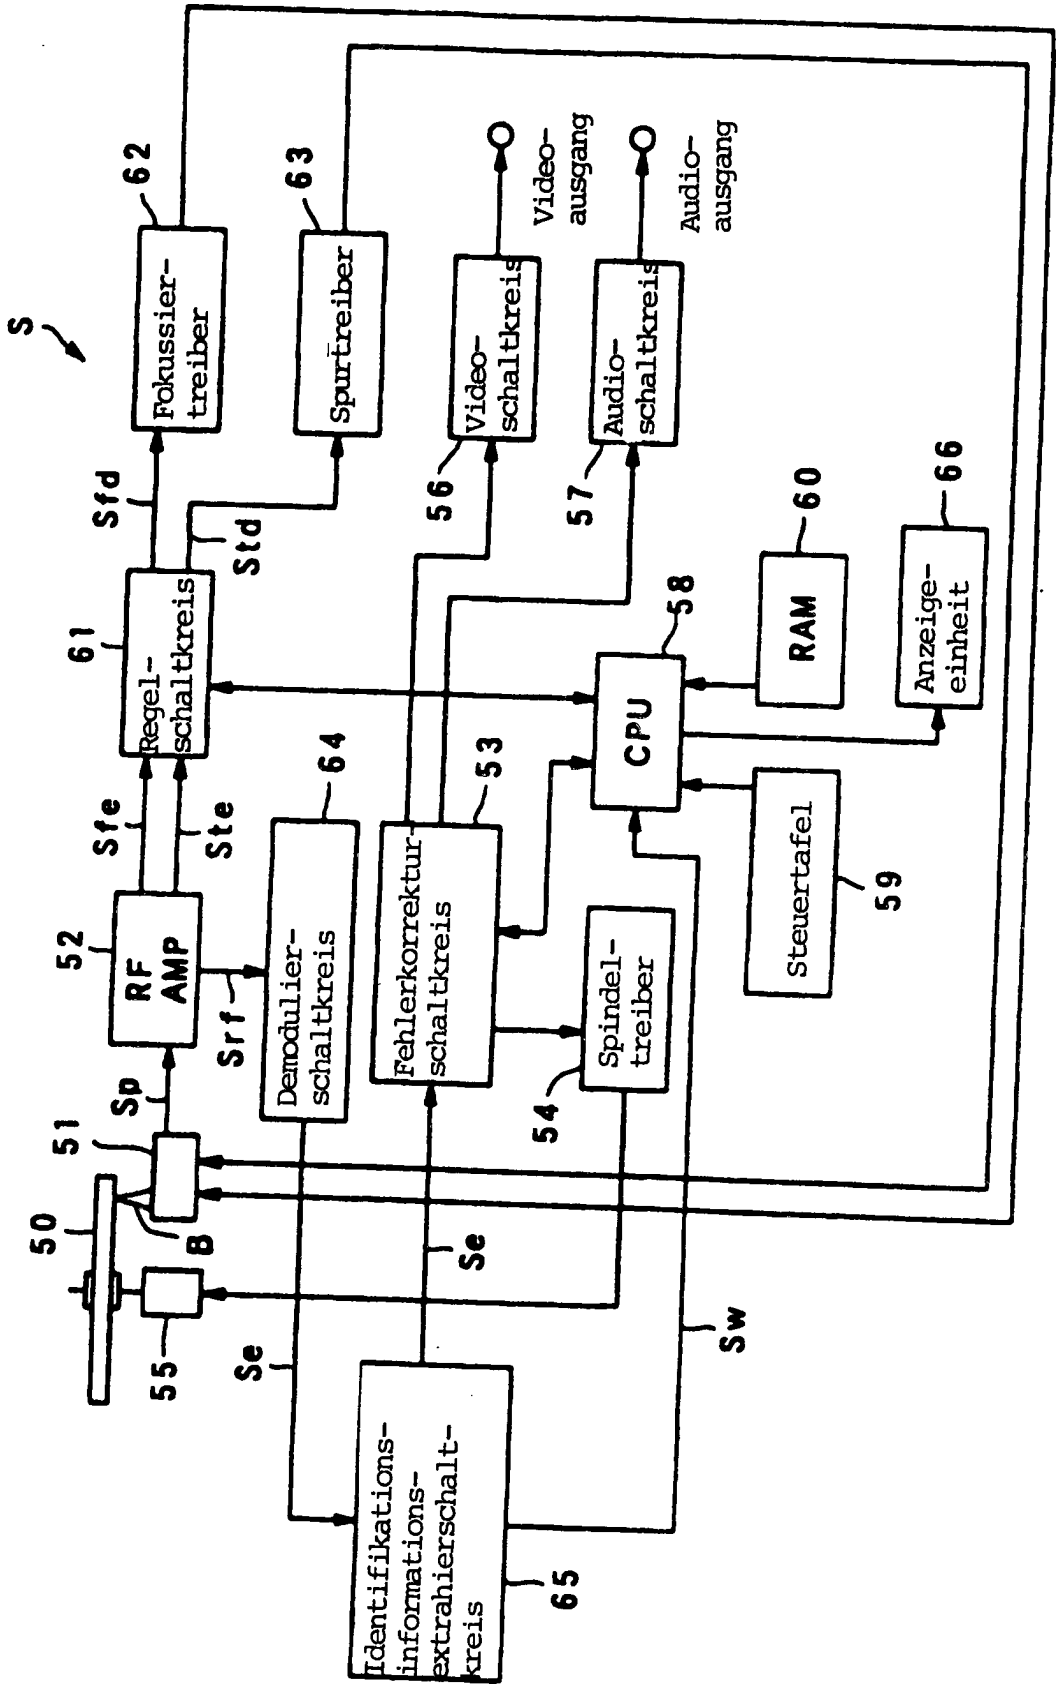 S
50
B
55
51
Sp
52
RF
AMP
Srf
Sfe
Ste
61
Regel-
schaltkreis
Sfd
Std
62
Fokussier-
treiber
63
Spurtreiber
64
Demodulier-
schaltkreis
Se
65
Identifikations-
informations-
extrahierschalt-
kreis
Se
Sw
53
Fehlerkorrektur-
schaltkreis
54
Spindel-
treiber
56
Video-
schaltkreis
Video-
ausgang
57
Audio-
schaltkreis
Audio-
ausgang
58
CPU
59
Steuertafel
60
RAM
66
Anzeige-
einheit